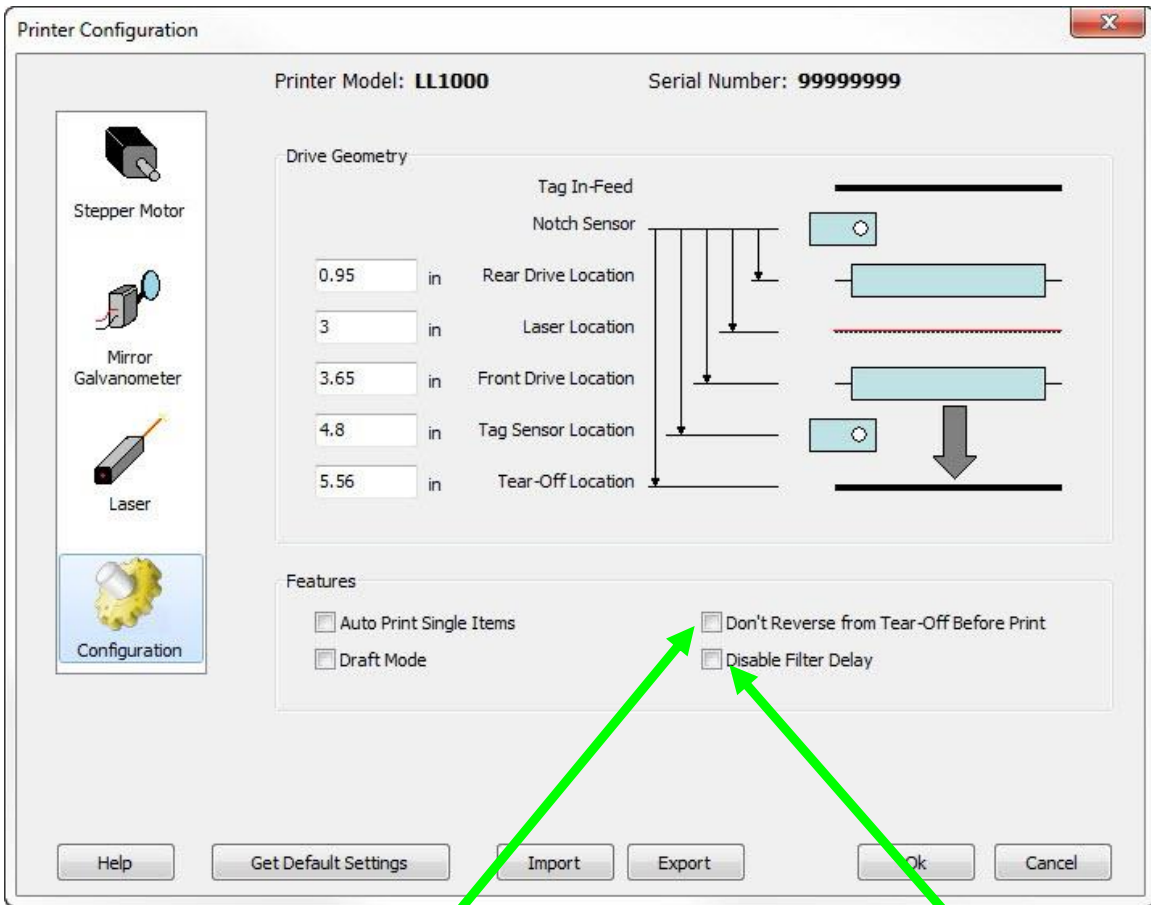 Printer Configuration
X
Printer Model: LL1000 Serial Number: 99999999
Stepper Motor
Mirror
Galvanometer
Laser
Configuration
Drive Geometry
Tag In-Feed
Notch Sensor
0.95 in Rear Drive Location
3 in Laser Location
3.65 in Front Drive Location
4.8 in Tag Sensor Location
5.56 in Tear-Off Location
Features
Auto Print Single Items Don't Reverse from Tear-Off Before Print
Draft Mode Disable Filter Delay
Help Get Default Settings Import Export Ok Cancel